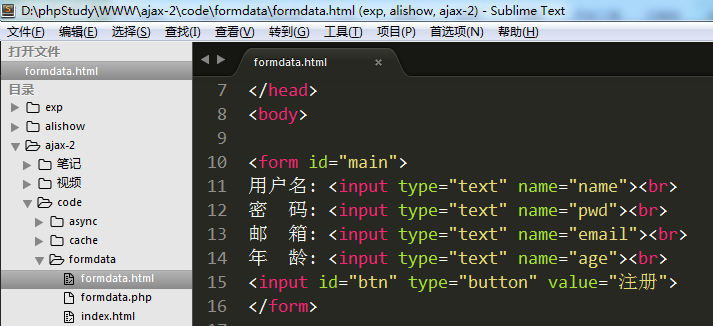 D:\phpStudy\WWW\ajax-2\code\formdata\formdata.html (exp, alishow, ajax-2) - Sublime Text
文件(F) 编辑(E) 选择(S) 查找(I) 查看(V) 转到(G) 工具(T) 项目(P) 首选项(N) 帮助(H)
打开文件
formdata.html
目录
exp
alishow
ajax-2
笔记
视频
code
async
cache
formdata
formdata.html
formdata.php
index.html
formdata.html ×
7 </head>
8 <body>
9
10 <form id="main">
11 用户名: <input type="text" name="name"><br>
12 密　码: <input type="text" name="pwd"><br>
13 邮　箱: <input type="text" name="email"><br>
14 年　龄: <input type="text" name="age"><br>
15 <input id="btn" type="button" value="注册">
16 </form>
17